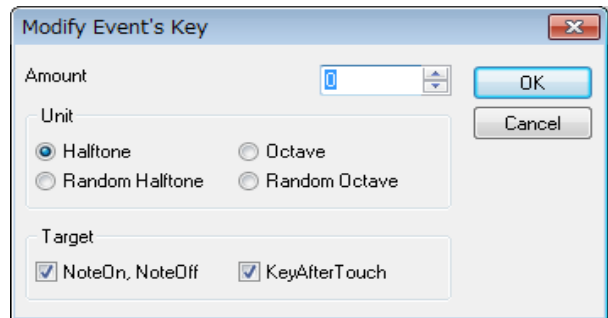 Modify Event's Key
Amount 0 OK
Unit Cancel
Halftone Octave
Random Halftone Random Octave
Target
NoteOn, NoteOff KeyAfterTouch